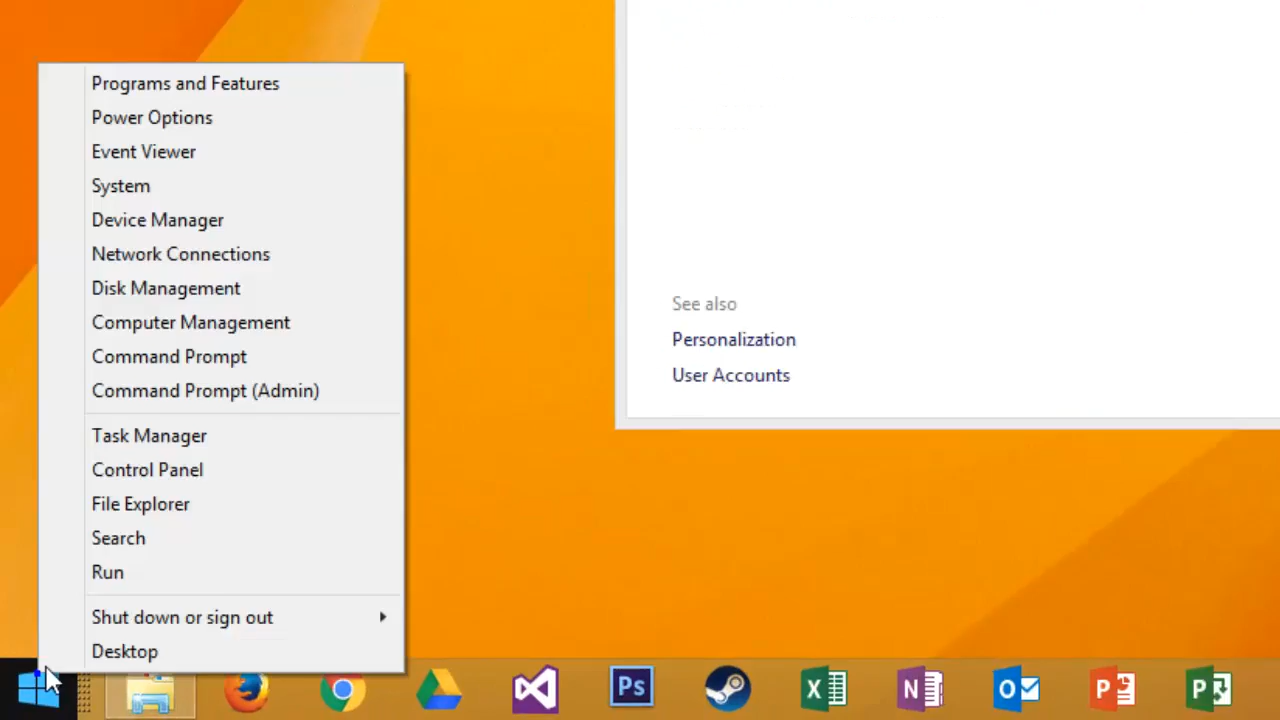 Programs and Features
Power Options
Event Viewer
System
Device Manager
Network Connections
Disk Management
Computer Management
Command Prompt
Command Prompt (Admin)
Task Manager
Control Panel
File Explorer
Search
Run
Shut down or sign out
Desktop
See also
Personalization
User Accounts
Ps
X
N
O
P
P